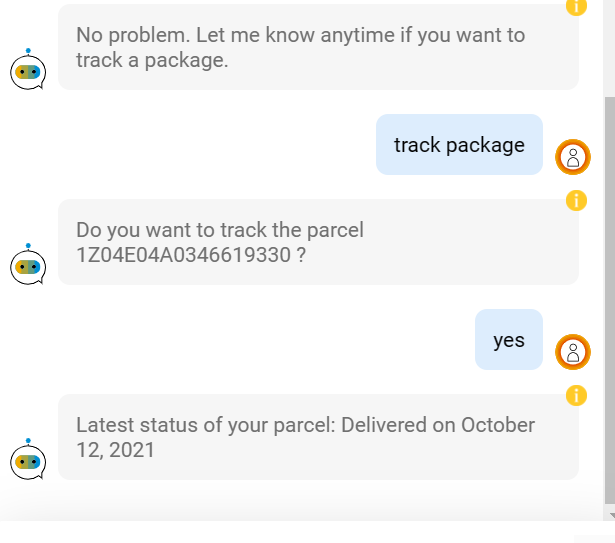 No problem. Let me know anytime if you want to
track a package.
track package
Do you want to track the parcel
1Z04E04A0346619330 ?
yes
Latest status of your parcel: Delivered on October
12, 2021